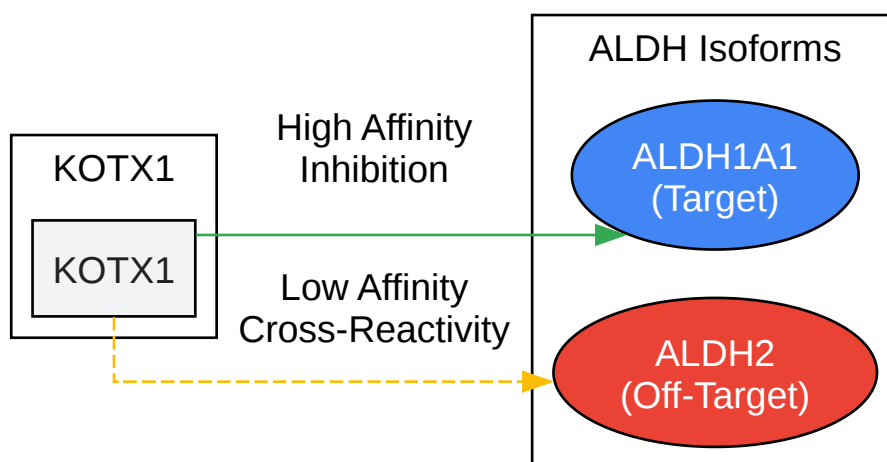 ALDH Isoforms
KOTX1
KOTX1
High Affinity
Inhibition
Low Affinity
Cross-Reactivity
ALDH1A1
(Target)
ALDH2
(Off-Target)